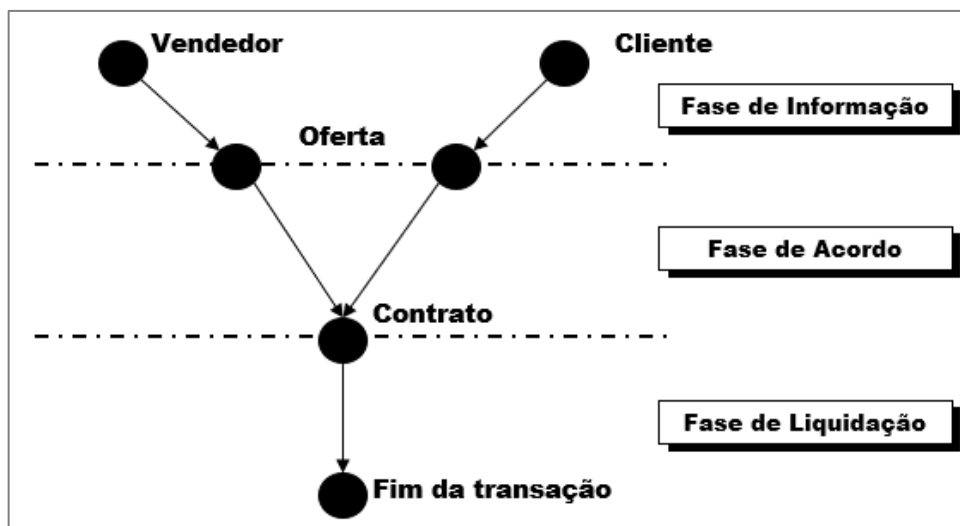 Vendedor
Cliente
Fase de Informação
Oferta
Fase de Acordo
Contrato
Fase de Liquidação
Fim da transação